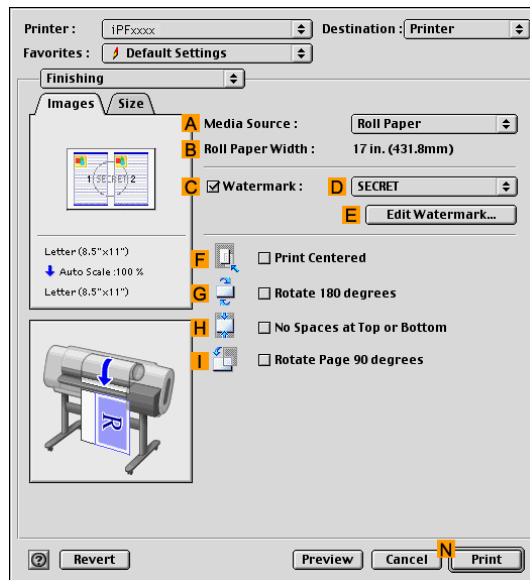 Printer : iPFxxxx Destination : Printer
Favorites : Default Settings
Finishing
Images Size
A Media Source : Roll Paper
B Roll Paper Width : 17 in. (431.8mm)
1 SECRET 2
C Watermark : D SECRET
E Edit Watermark...
Letter (8.5"x11")
Auto Scale :100 %
Letter (8.5"x11")
F Print Centered
G Rotate 180 degrees
H No Spaces at Top or Bottom
I Rotate Page 90 degrees
R
N
? Revert Preview Cancel Print